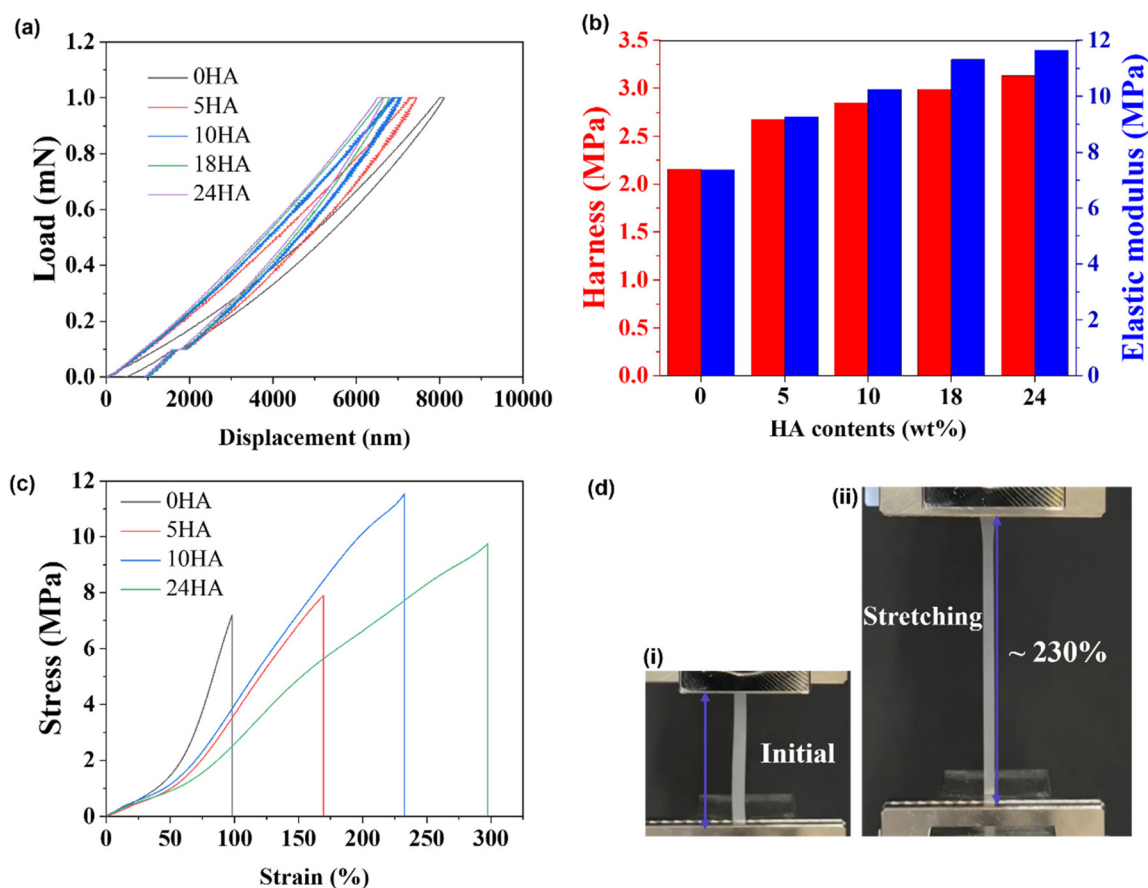 (a)
1.2
1.0
0.8
0.6
0.4
0.2
0.0
Load (mN)
0HA
5HA
10HA
18HA
24HA
0 2000 4000 6000 8000 10000
Displacement (nm)
(b)
3.5
3.0
2.5
2.0
1.5
1.0
0.5
0.0
Harness (MPa)
12
10
8
6
4
2
0
Elastic modulus (MPa)
0 5 10 18 24
HA contents (wt%)
(c)
12
10
8
6
4
2
0
Stress (MPa)
0HA
5HA
10HA
24HA
0 50 100 150 200 250 300
Strain (%)
(d)
(i)
Initial
(ii)
Stretching
~ 230%